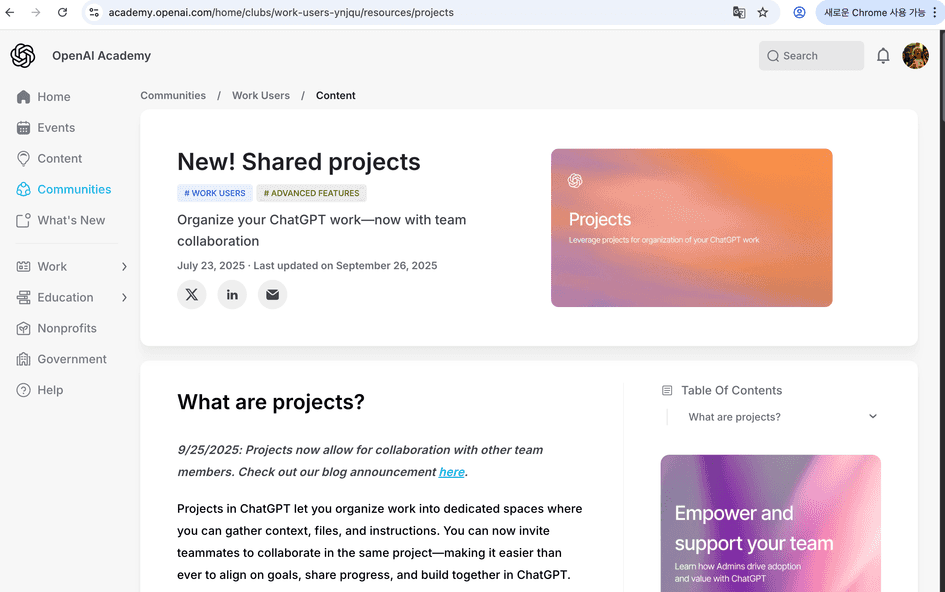 academy.openai.com/home/clubs/work-users-ynjqu/resources/projects
새로운 Chrome 사용 가능
OpenAI Academy
Search
Home
Events
Content
Communities
What's New
Work
Education
Nonprofits
Government
Help
Communities / Work Users / Content
New! Shared projects
# WORK USERS # ADVANCED FEATURES
Organize your ChatGPT work—now with team
collaboration
July 23, 2025 · Last updated on September 26, 2025
Projects
Leverage projects for organization of your ChatGPT work
What are projects?
9/25/2025: Projects now allow for collaboration with other team
members. Check out our blog announcement here.
Projects in ChatGPT let you organize work into dedicated spaces where
you can gather context, files, and instructions. You can now invite
teammates to collaborate in the same project—making it easier than
ever to align on goals, share progress, and build together in ChatGPT.
Table Of Contents
What are projects?
Empower and
support your team
Learn how Admins drive adoption
and value with ChatGPT